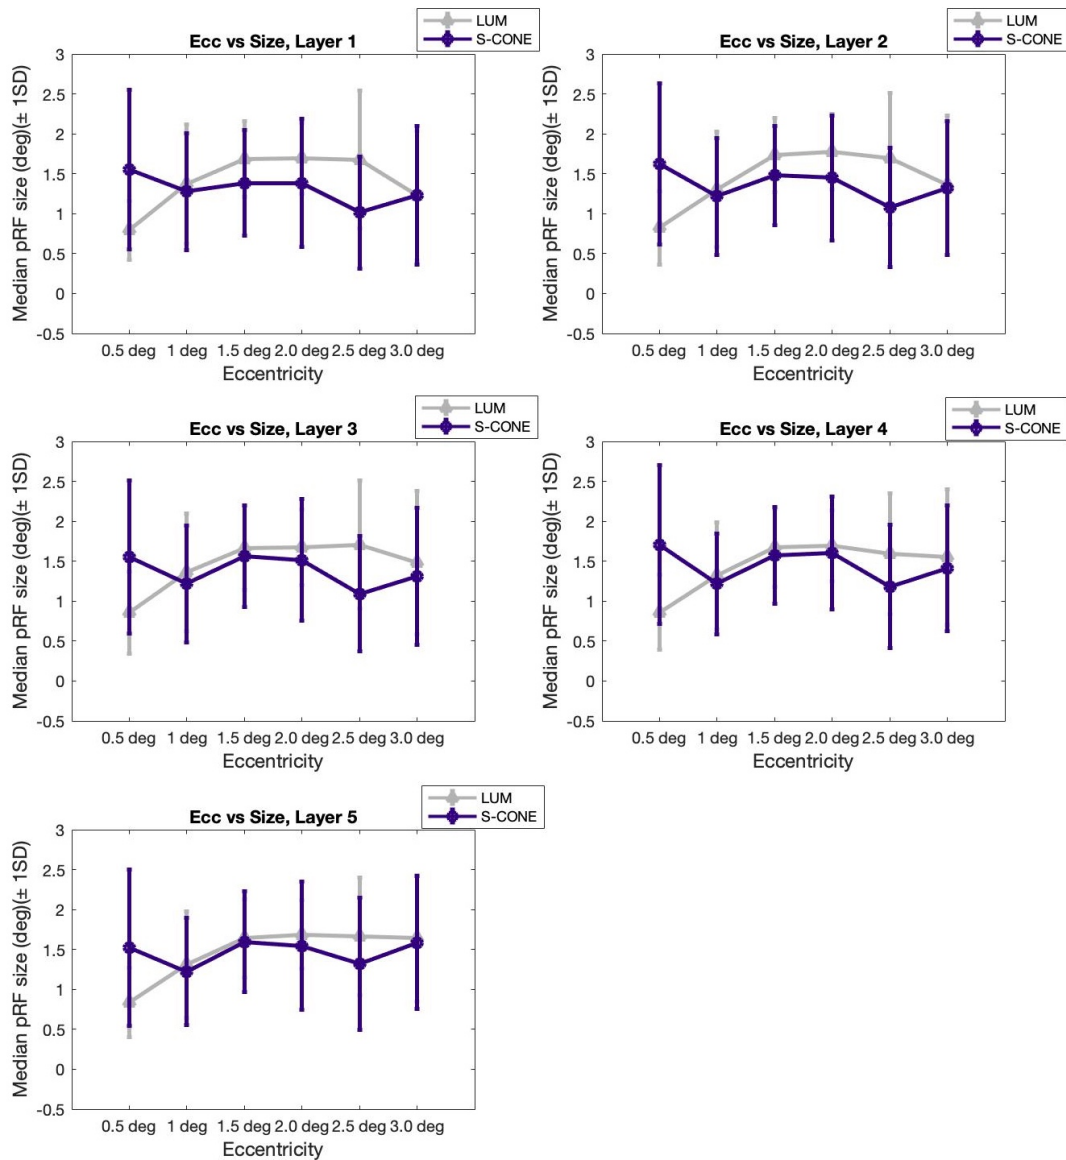 LUM
S-CONE
Ecc vs Size, Layer 1
Median pRF size (deg)(± 1SD)
3
2.5
2
1.5
1
0.5
0
-0.5
0.5 deg 1 deg 1.5 deg 2.0 deg 2.5 deg 3.0 deg
Eccentricity
LUM
S-CONE
Ecc vs Size, Layer 2
Median pRF size (deg)(± 1SD)
3
2.5
2
1.5
1
0.5
0
-0.5
0.5 deg 1 deg 1.5 deg 2.0 deg 2.5 deg 3.0 deg
Eccentricity
LUM
S-CONE
Ecc vs Size, Layer 3
Median pRF size (deg)(± 1SD)
3
2.5
2
1.5
1
0.5
0
-0.5
0.5 deg 1 deg 1.5 deg 2.0 deg 2.5 deg 3.0 deg
Eccentricity
LUM
S-CONE
Ecc vs Size, Layer 4
Median pRF size (deg)(± 1SD)
3
2.5
2
1.5
1
0.5
0
-0.5
0.5 deg 1 deg 1.5 deg 2.0 deg 2.5 deg 3.0 deg
Eccentricity
LUM
S-CONE
Ecc vs Size, Layer 5
Median pRF size (deg)(± 1SD)
3
2.5
2
1.5
1
0.5
0
-0.5
0.5 deg 1 deg 1.5 deg 2.0 deg 2.5 deg 3.0 deg
Eccentricity